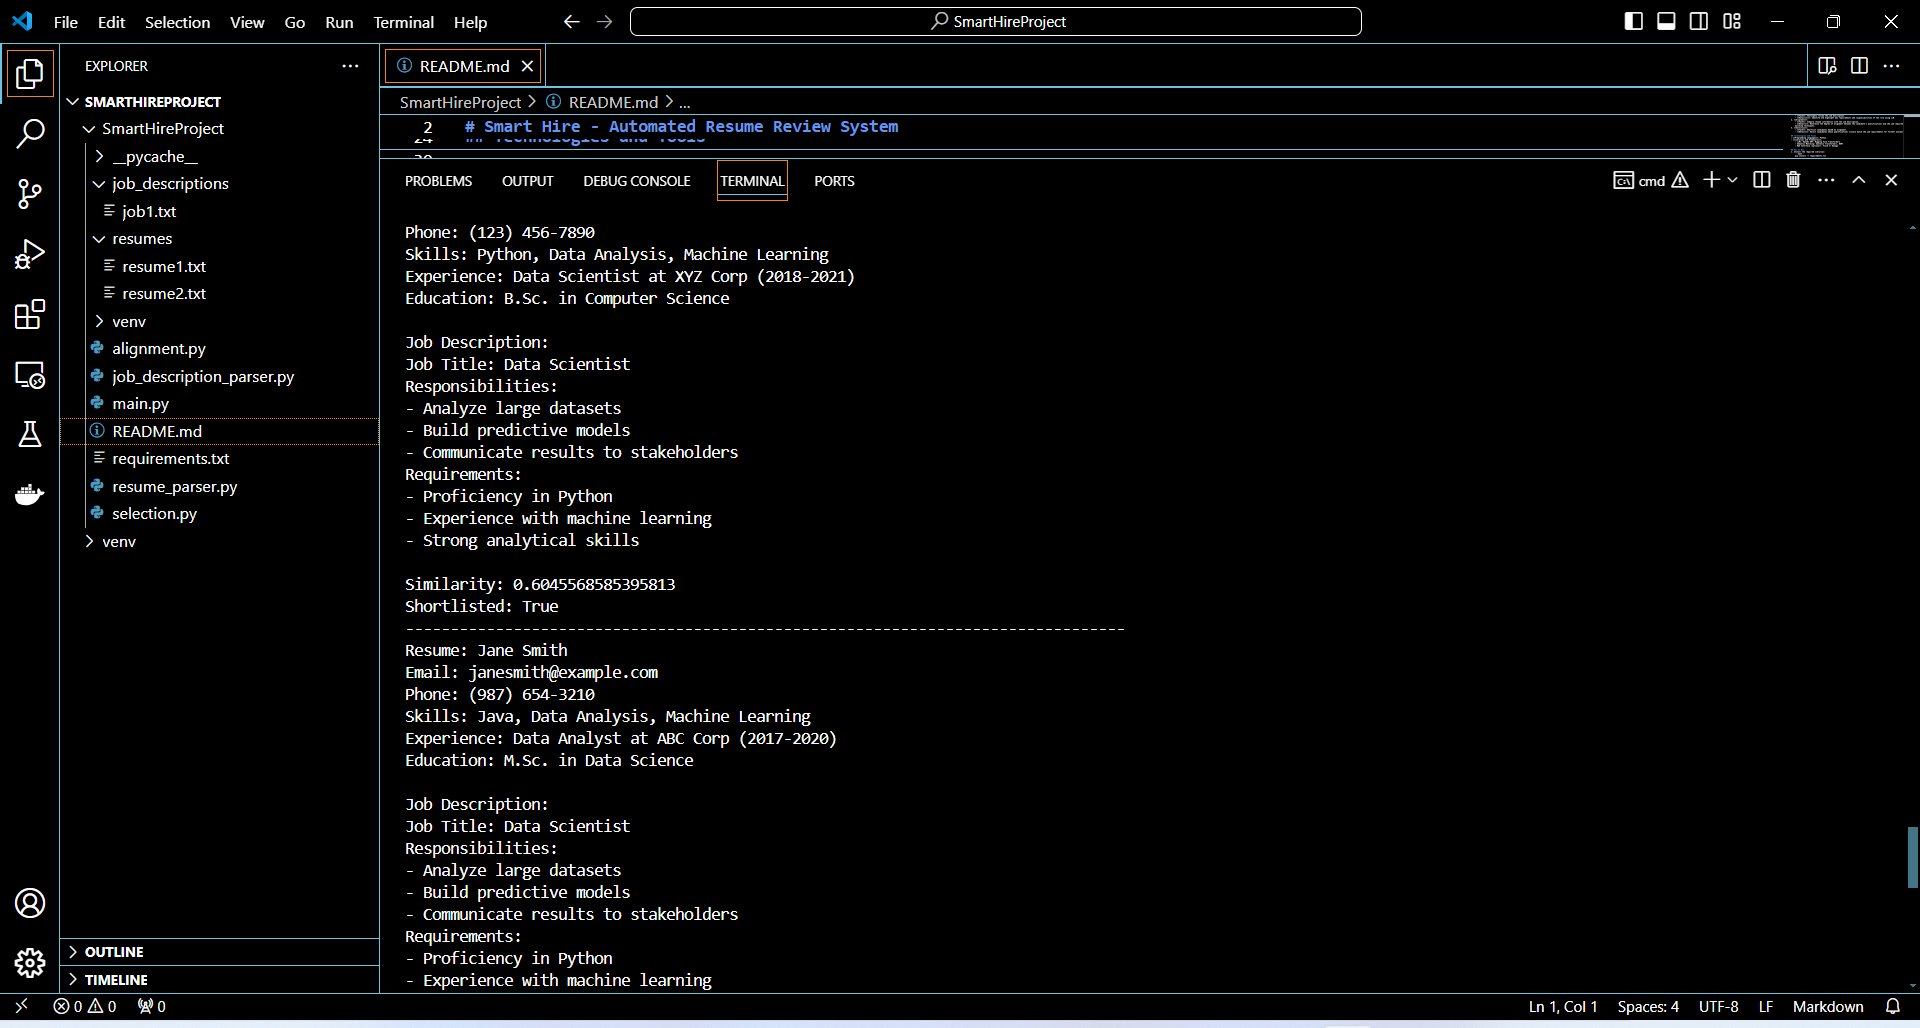 File Edit Selection View Go Run Terminal Help
SmartHireProject
EXPLORER
SMARTHIREPROJECT
SmartHireProject
__pycache__
job_descriptions
job1.txt
resumes
resume1.txt
resume2.txt
venv
alignment.py
job_description_parser.py
main.py
README.md
requirements.txt
resume_parser.py
selection.py
venv
OUTLINE
TIMELINE
README.md
SmartHireProject > README.md > ...
2 # Smart Hire - Automated Resume Review System
24 ## Technologies and Tools
PROBLEMS OUTPUT DEBUG CONSOLE TERMINAL PORTS
cmd
Phone: (123) 456-7890
Skills: Python, Data Analysis, Machine Learning
Experience: Data Scientist at XYZ Corp (2018-2021)
Education: B.Sc. in Computer Science
Job Description:
Job Title: Data Scientist
Responsibilities:
- Analyze large datasets
- Build predictive models
- Communicate results to stakeholders
Requirements:
- Proficiency in Python
- Experience with machine learning
- Strong analytical skills
Similarity: 0.6045568585395813
Shortlisted: True
--------------------------------------------------------------------------------
Resume: Jane Smith
Email: janesmith@example.com
Phone: (987) 654-3210
Skills: Java, Data Analysis, Machine Learning
Experience: Data Analyst at ABC Corp (2017-2020)
Education: M.Sc. in Data Science
Job Description:
Job Title: Data Scientist
Responsibilities:
- Analyze large datasets
- Build predictive models
- Communicate results to stakeholders
Requirements:
- Proficiency in Python
- Experience with machine learning
0 0 0
Ln 1, Col 1 Spaces: 4 UTF-8 LF Markdown